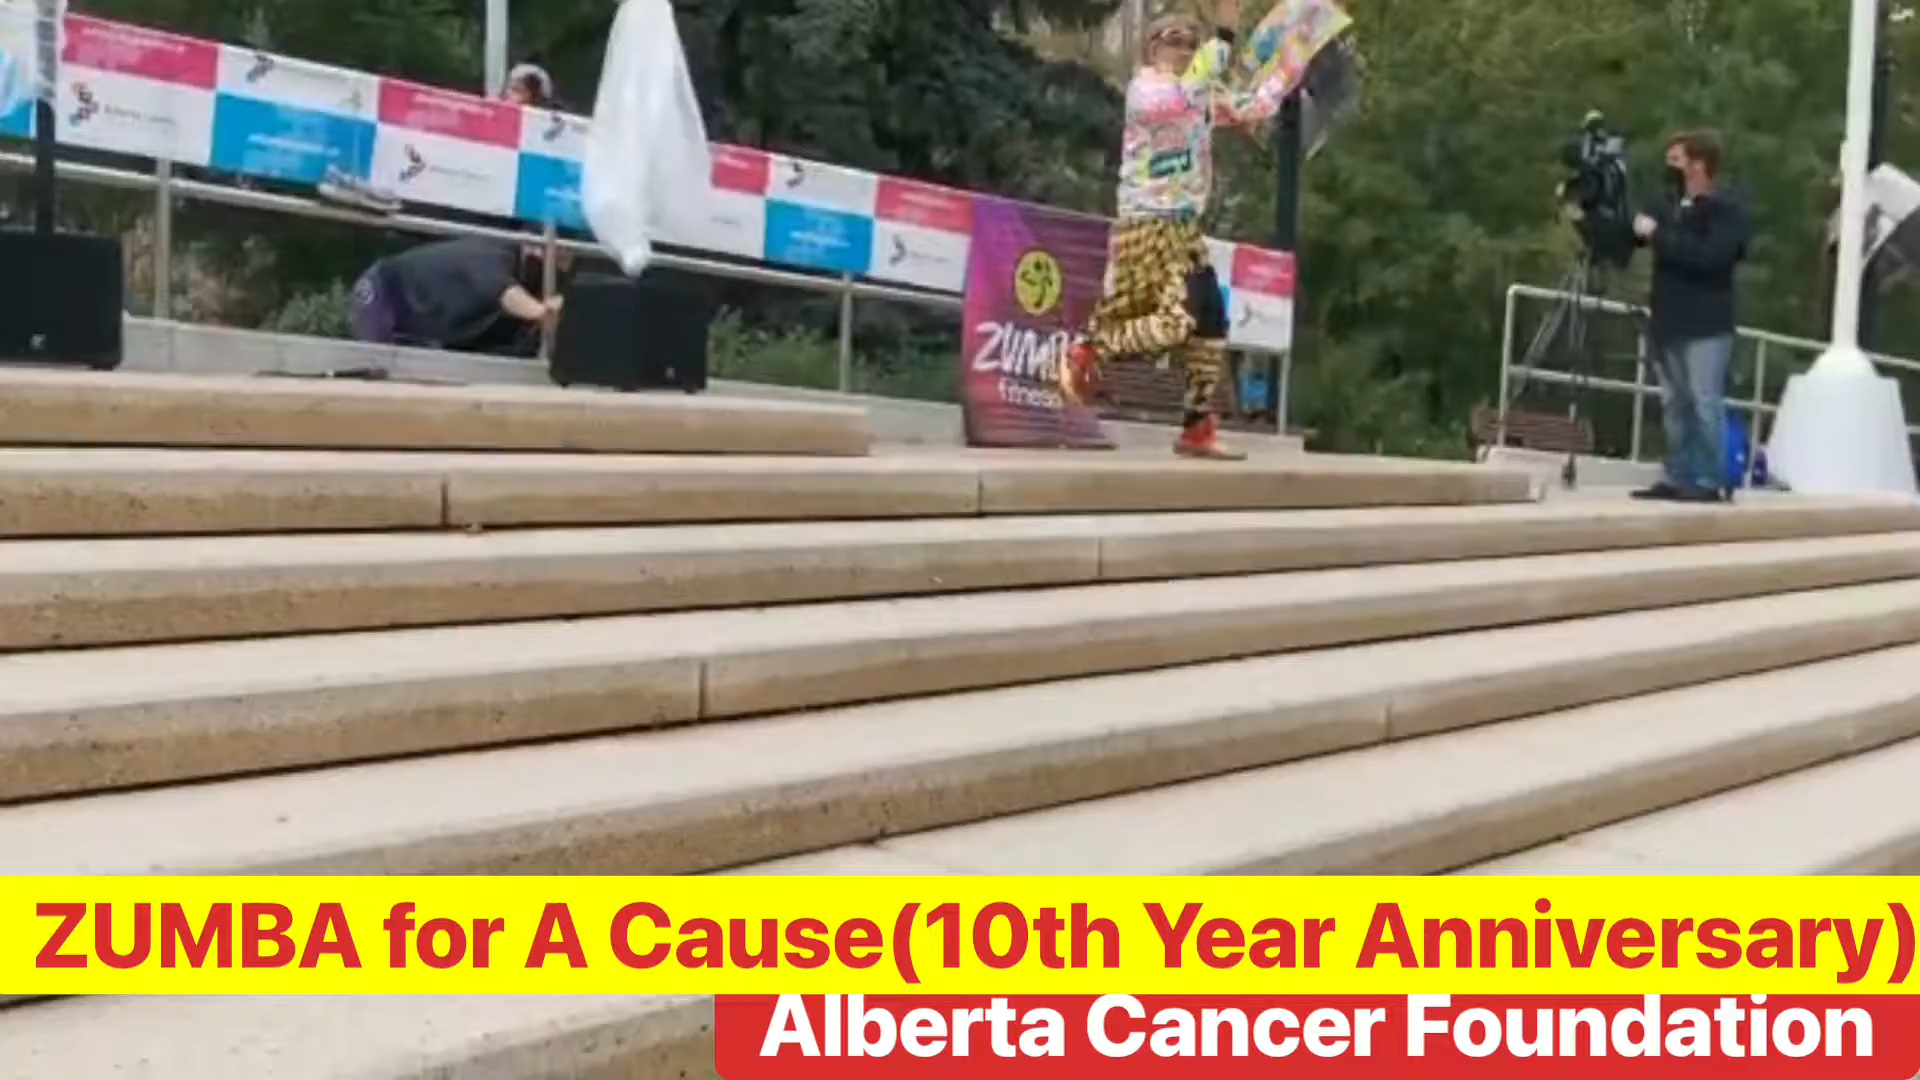 ZUMBA
fitness
ZUMBA for A Cause(10th Year Anniversary)
Alberta Cancer Foundation